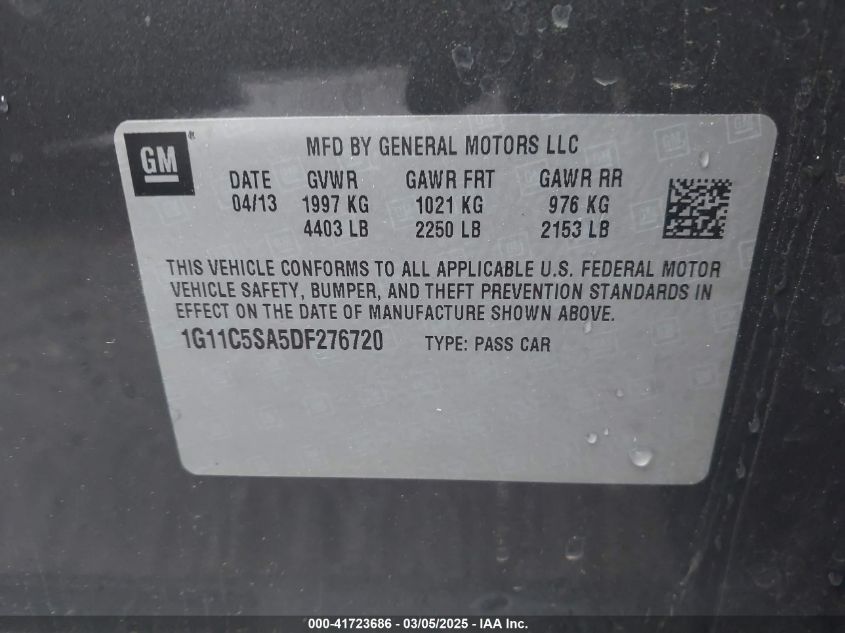 GM
MFD BY GENERAL MOTORS LLC
DATE GVWR GAWR FRT GAWR RR
04/13 1997 KG 1021 KG 976 KG
4403 LB 2250 LB 2153 LB
THIS VEHICLE CONFORMS TO ALL APPLICABLE U.S. FEDERAL MOTOR
VEHICLE SAFETY, BUMPER, AND THEFT PREVENTION STANDARDS IN
EFFECT ON THE DATE OF MANUFACTURE SHOWN ABOVE.
1G11C5SA5DF276720 TYPE: PASS CAR
000-41723686 - 03/05/2025 - IAA Inc.